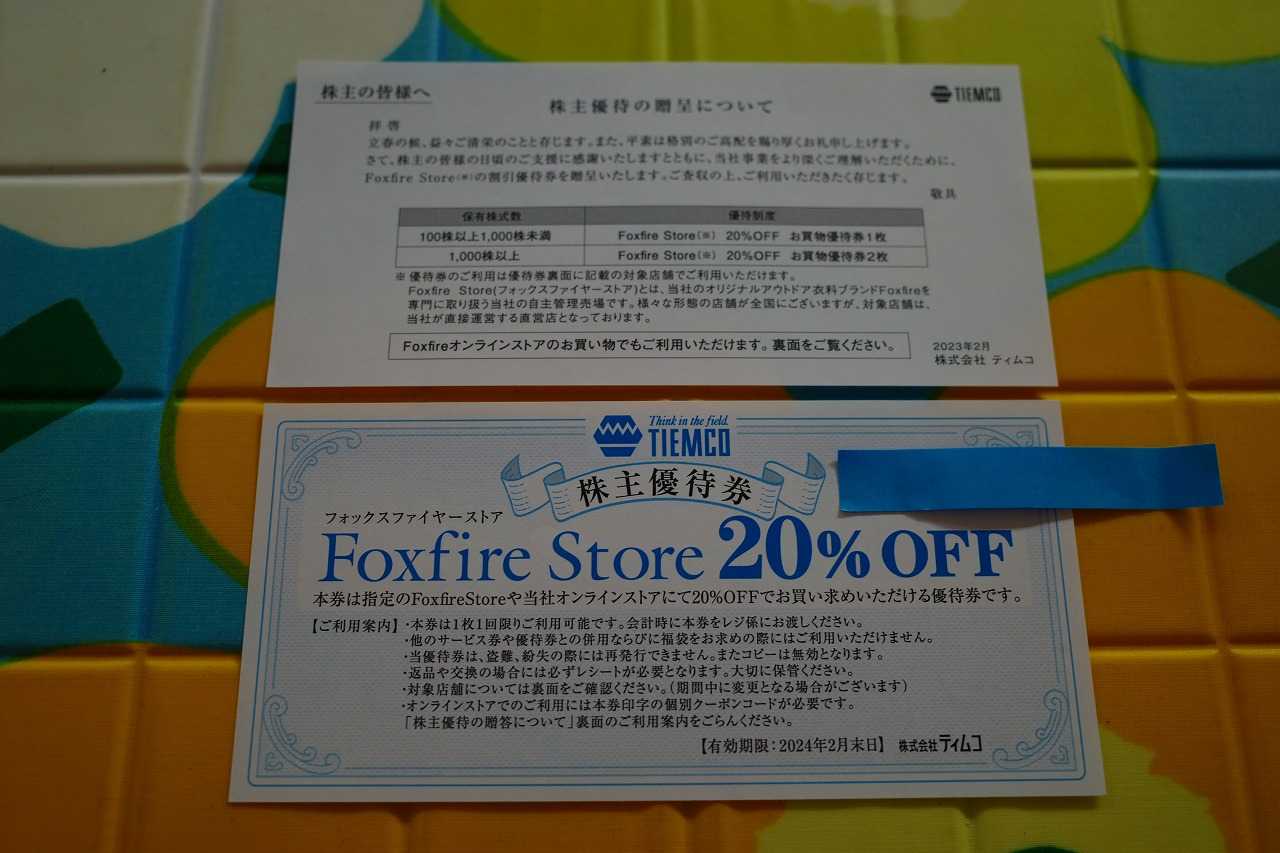 株主の皆様へ
TIEMCO
株主優待の贈呈について
拝啓
立春の候、益々ご清栄のことと存じます。また、平素は格別のご高配を賜り厚くお礼申し上げます。
さて、株主の皆様の日頃のご支援に感謝いたしますとともに、当社事業をより深くご理解いただくために、
Foxfire Store(※)の割引優待券を贈呈いたします。ご査収の上、ご利用いただきたく存じます。
敬具
保有株式数 優待制度
100株以上1,000株未満 Foxfire Store(※) 20%OFF お買物優待券1枚
1,000株以上 Foxfire Store(※) 20%OFF お買物優待券2枚
※優待券のご利用は優待券裏面に記載の対象店舗でご利用いただけます。
Foxfire Store(フォックスファイヤーストア)とは、当社のオリジナルアウトドア衣料ブランドFoxfireを
専門に取り扱う当社の自主管理売場です。様々な形態の店舗が全国にございますが、対象店舗は、
当社が直接運営する直営店となっております。
Foxfireオンラインストアのお買い物でもご利用いただけます。裏面をご覧ください。
2023年2月
株式会社 ティムコ
Think in the field.
TIEMCO
株主優待券
フォックスファイヤーストア
Foxfire Store 20%OFF
本券は指定のFoxfireStoreや当社オンラインストアにて20%OFFでお買い求めいただける優待券です。
【ご利用案内】・本券は1枚1回限りご利用可能です。会計時に本券をレジ係にお渡しください。
・他のサービス券や優待券との併用ならびに福袋をお求めの際にはご利用いただけません。
・当優待券は、盗難、紛失の際には再発行できません。またコピーは無効となります。
・返品や交換の場合には必ずレシートが必要となります。大切に保管ください。
・対象店舗については裏面をご確認ください。(期間中に変更となる場合がございます)
・オンラインストアでのご利用には本券印字の個別クーポンコードが必要です。
「株主優待の贈答について」裏面のご利用案内をごらんください。
【有効期限:2024年2月末日】 株式会社ティムコ